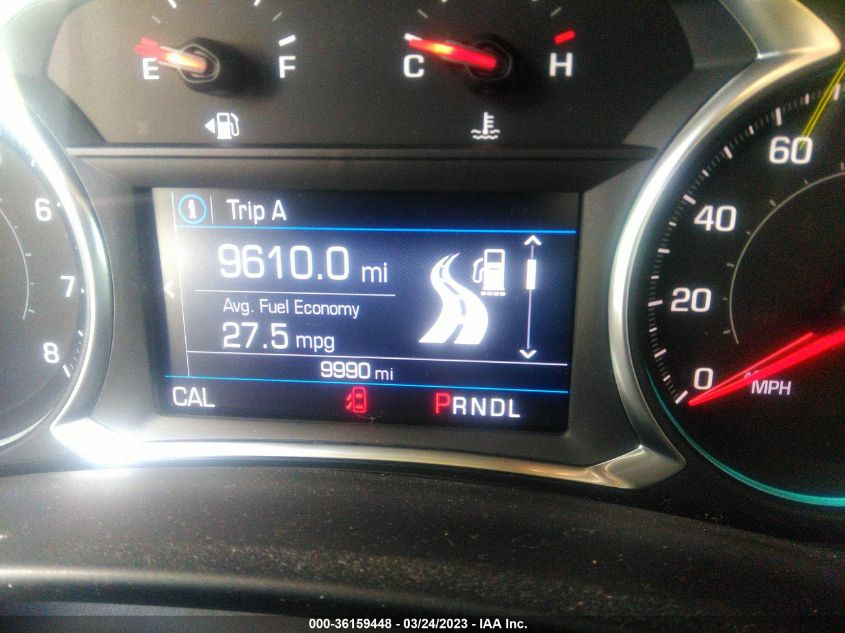 E F C H
60
40
20
0
MPH
6
7
8
Trip A
9610.0 mi
Avg. Fuel Economy
27.5 mpg
9990 mi
CAL PRNDL
000-36159448 - 03/24/2023 - IAA Inc.